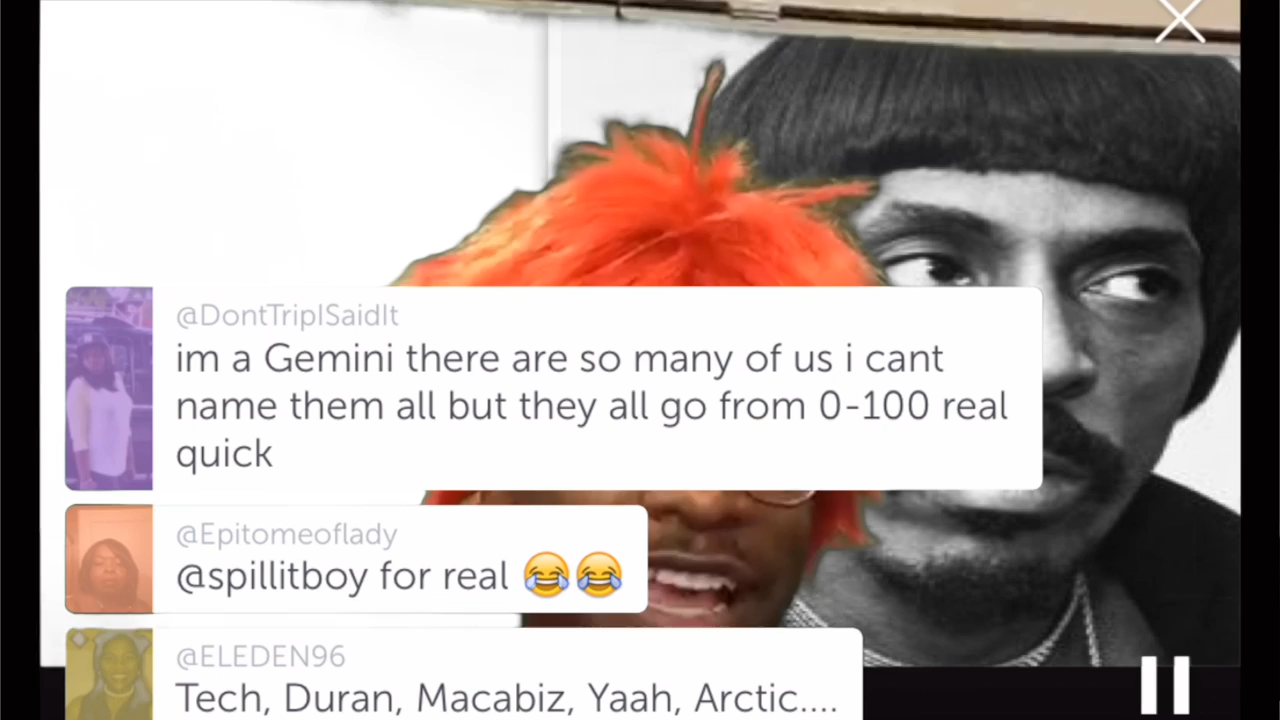 @DontTripISaidIt
im a Gemini there are so many of us i cant
name them all but they all go from 0-100 real
quick
@Epitomeoflady
@spillitboy for real 😂😂
@ELEDEN96
Tech, Duran, Macabiz, Yaah, Arctic....